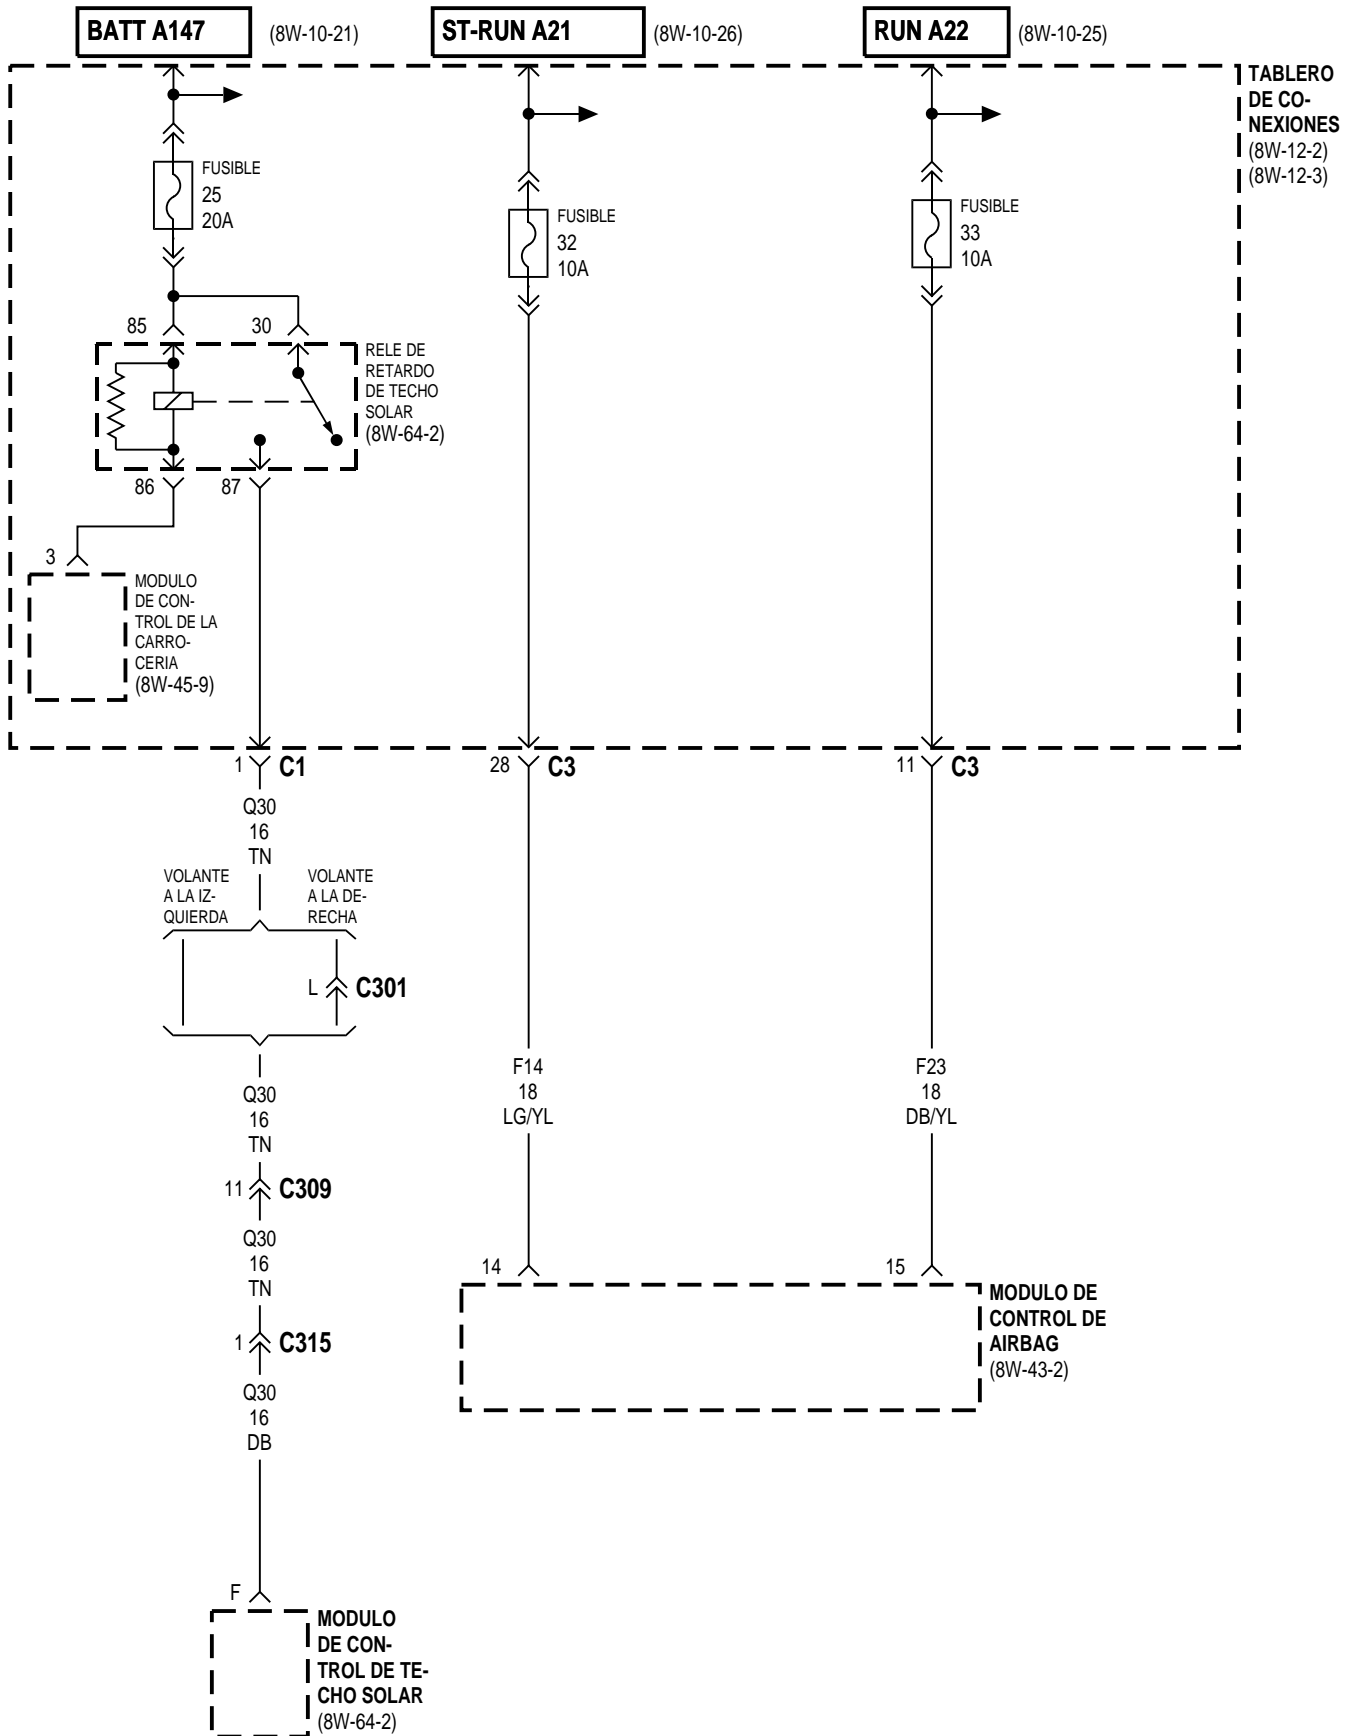 BATT A147
(8W-10-21)
ST-RUN A21
(8W-10-26)
RUN A22
(8W-10-25)
TABLERO
DE CO-
NEXIONES
(8W-12-2)
(8W-12-3)
FUSIBLE
25
20A
FUSIBLE
32
10A
FUSIBLE
33
10A
85
30
RELE DE
RETARDO
DE TECHO
SOLAR
(8W-64-2)
86
87
3
MODULO
DE CON-
TROL DE LA
CARRO-
CERIA
(8W-45-9)
1
C1
28
C3
11
C3
Q30
16
TN
VOLANTE
A LA IZ-
QUIERDA
VOLANTE
A LA DE-
RECHA
L
C301
F14
18
LG/YL
F23
18
DB/YL
Q30
16
TN
11
C309
Q30
16
TN
14
15
MODULO DE
CONTROL DE
AIRBAG
(8W-43-2)
1
C315
Q30
16
DB
F
MODULO
DE CON-
TROL DE TE-
CHO SOLAR
(8W-64-2)